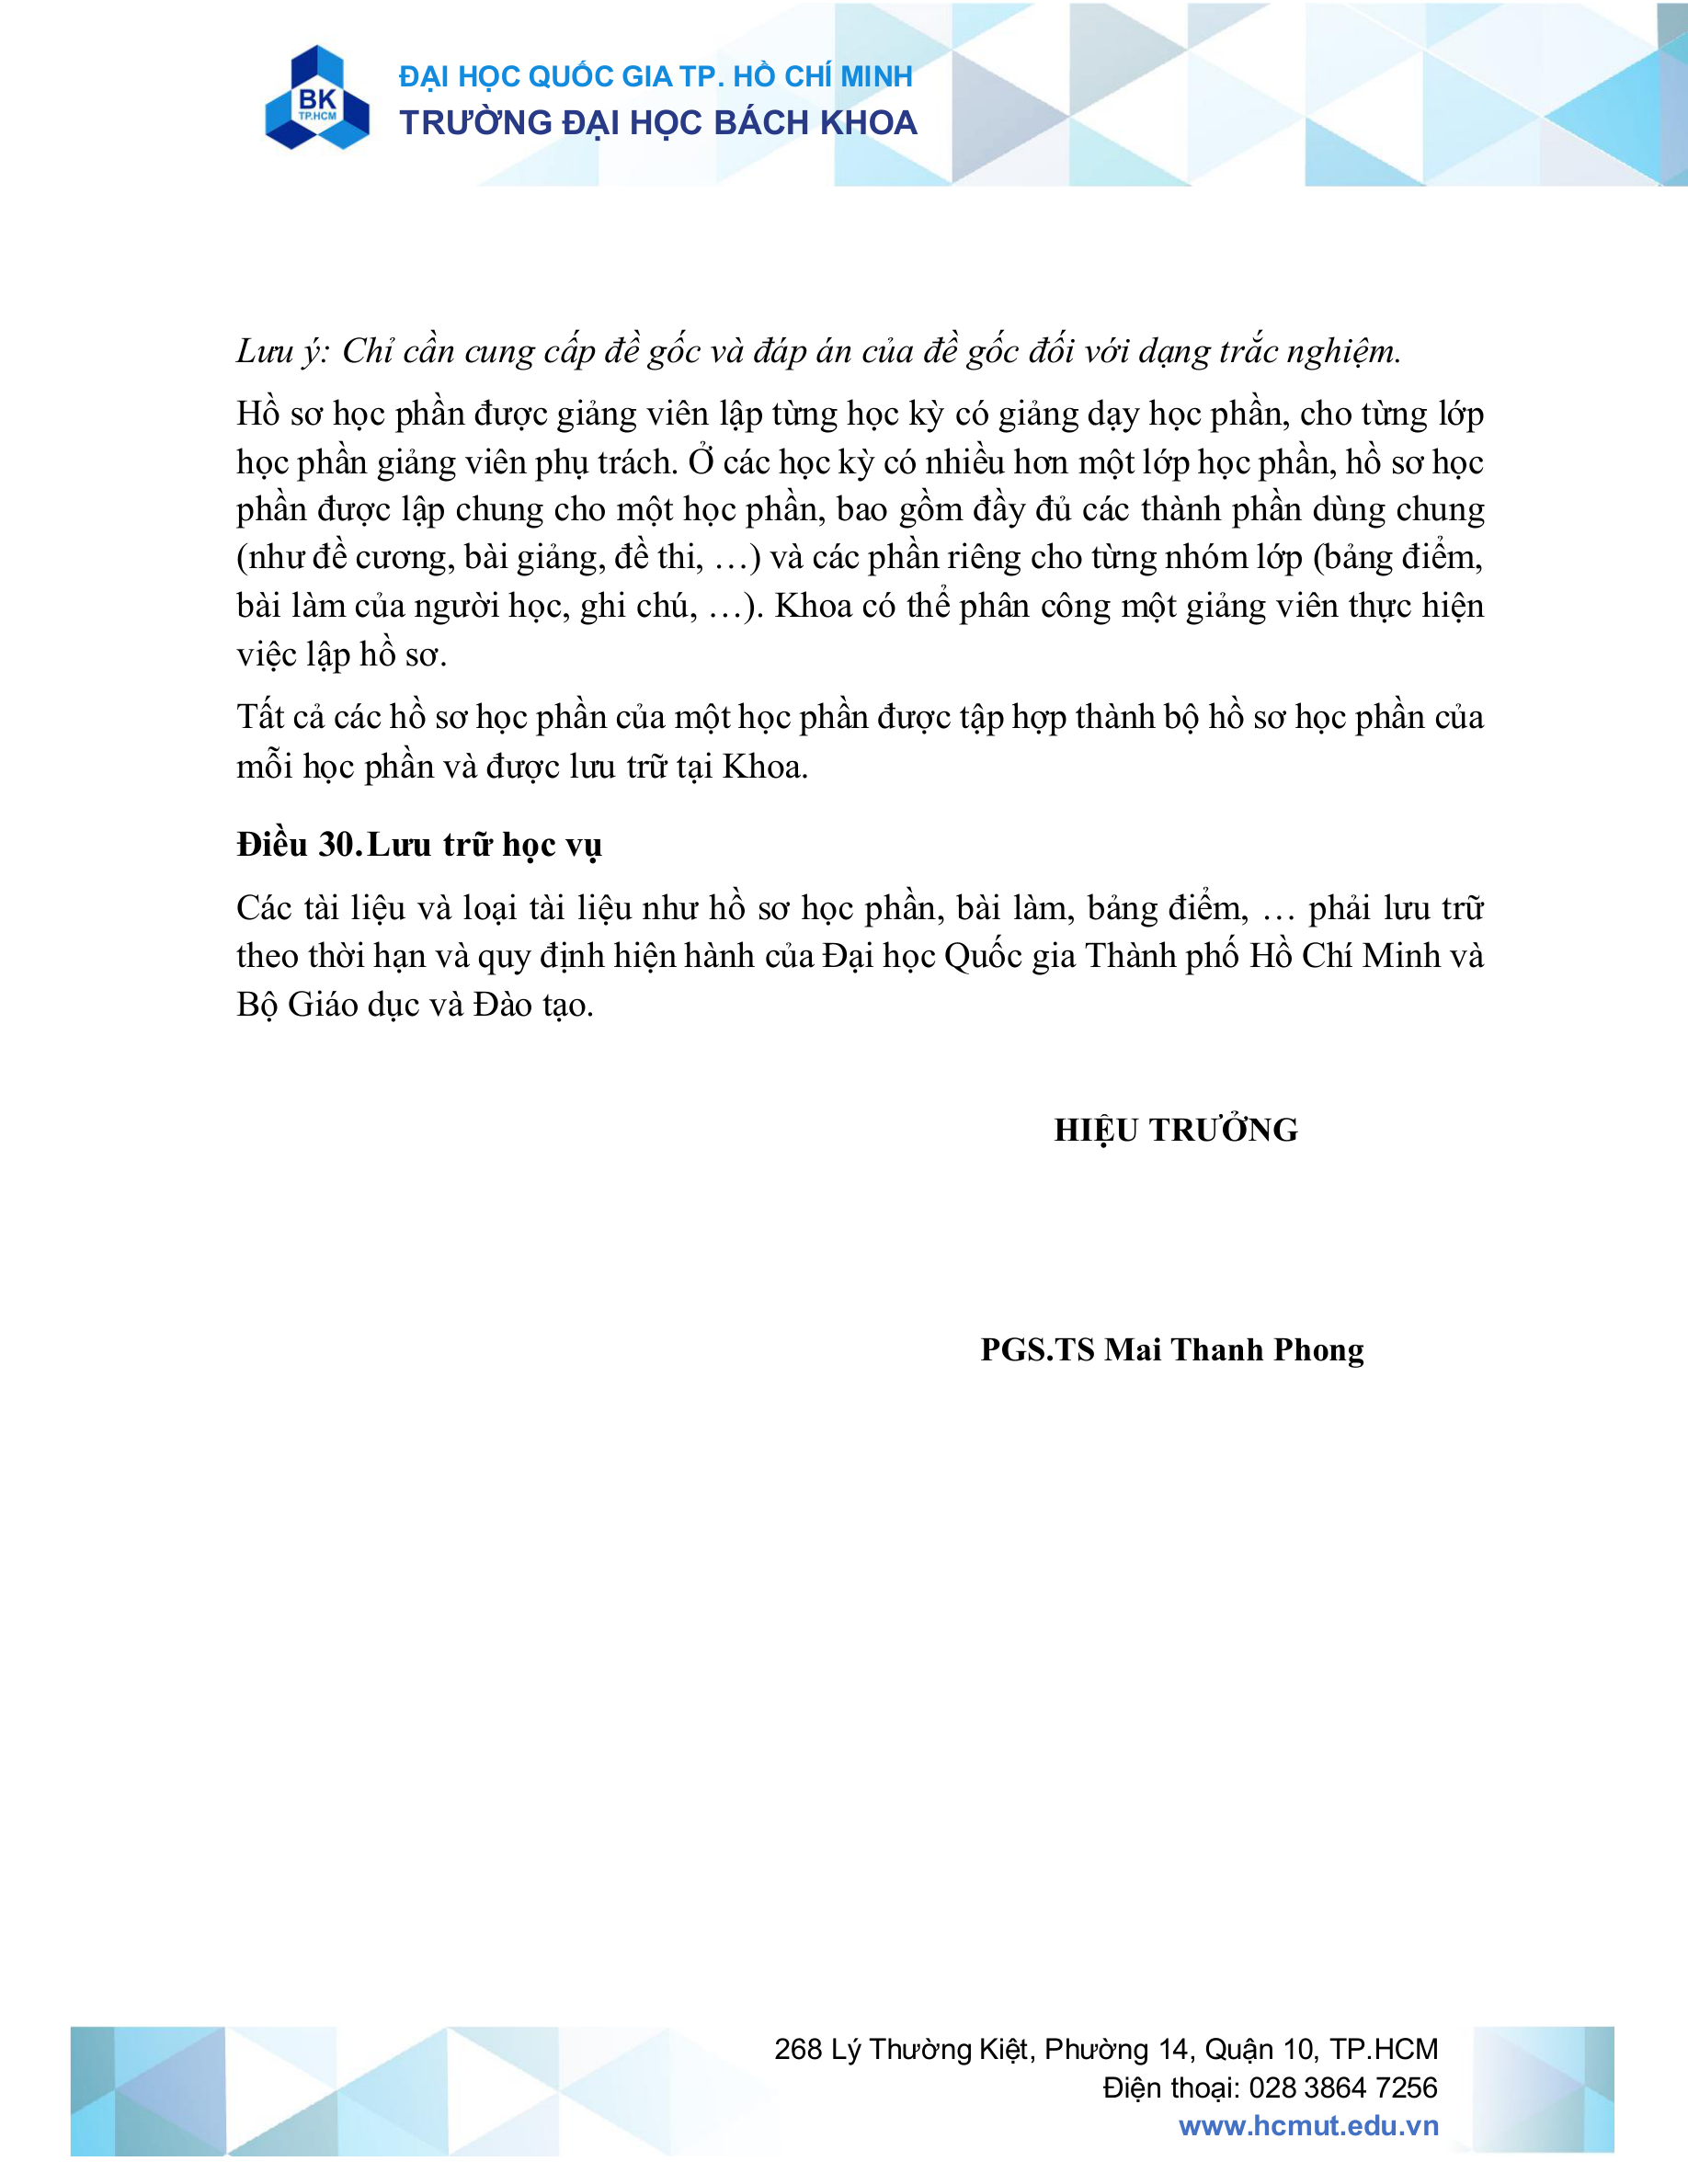 BK
TP.HCM
ĐẠI HỌC QUỐC GIA TP. HỒ CHÍ MINH
TRƯỜNG ĐẠI HỌC BÁCH KHOA
Lưu ý: Chỉ cần cung cấp đề gốc và đáp án của đề gốc đối với dạng trắc nghiệm.
Hồ sơ học phần được giảng viên lập từng học kỳ có giảng dạy học phần, cho từng lớp
học phần giảng viên phụ trách. Ở các học kỳ có nhiều hơn một lớp học phần, hồ sơ học
phần được lập chung cho một học phần, bao gồm đầy đủ các thành phần dùng chung
(như đề cương, bài giảng, đề thi, …) và các phần riêng cho từng nhóm lớp (bảng điểm,
bài làm của người học, ghi chú, …). Khoa có thể phân công một giảng viên thực hiện
việc lập hồ sơ.
Tất cả các hồ sơ học phần của một học phần được tập hợp thành bộ hồ sơ học phần của
mỗi học phần và được lưu trữ tại Khoa.
Điều 30. Lưu trữ học vụ
Các tài liệu và loại tài liệu như hồ sơ học phần, bài làm, bảng điểm, … phải lưu trữ
theo thời hạn và quy định hiện hành của Đại học Quốc gia Thành phố Hồ Chí Minh và
Bộ Giáo dục và Đào tạo.
HIỆU TRƯỞNG
PGS.TS Mai Thanh Phong
268 Lý Thường Kiệt, Phường 14, Quận 10, TP.HCM
Điện thoại: 028 3864 7256
www.hcmut.edu.vn